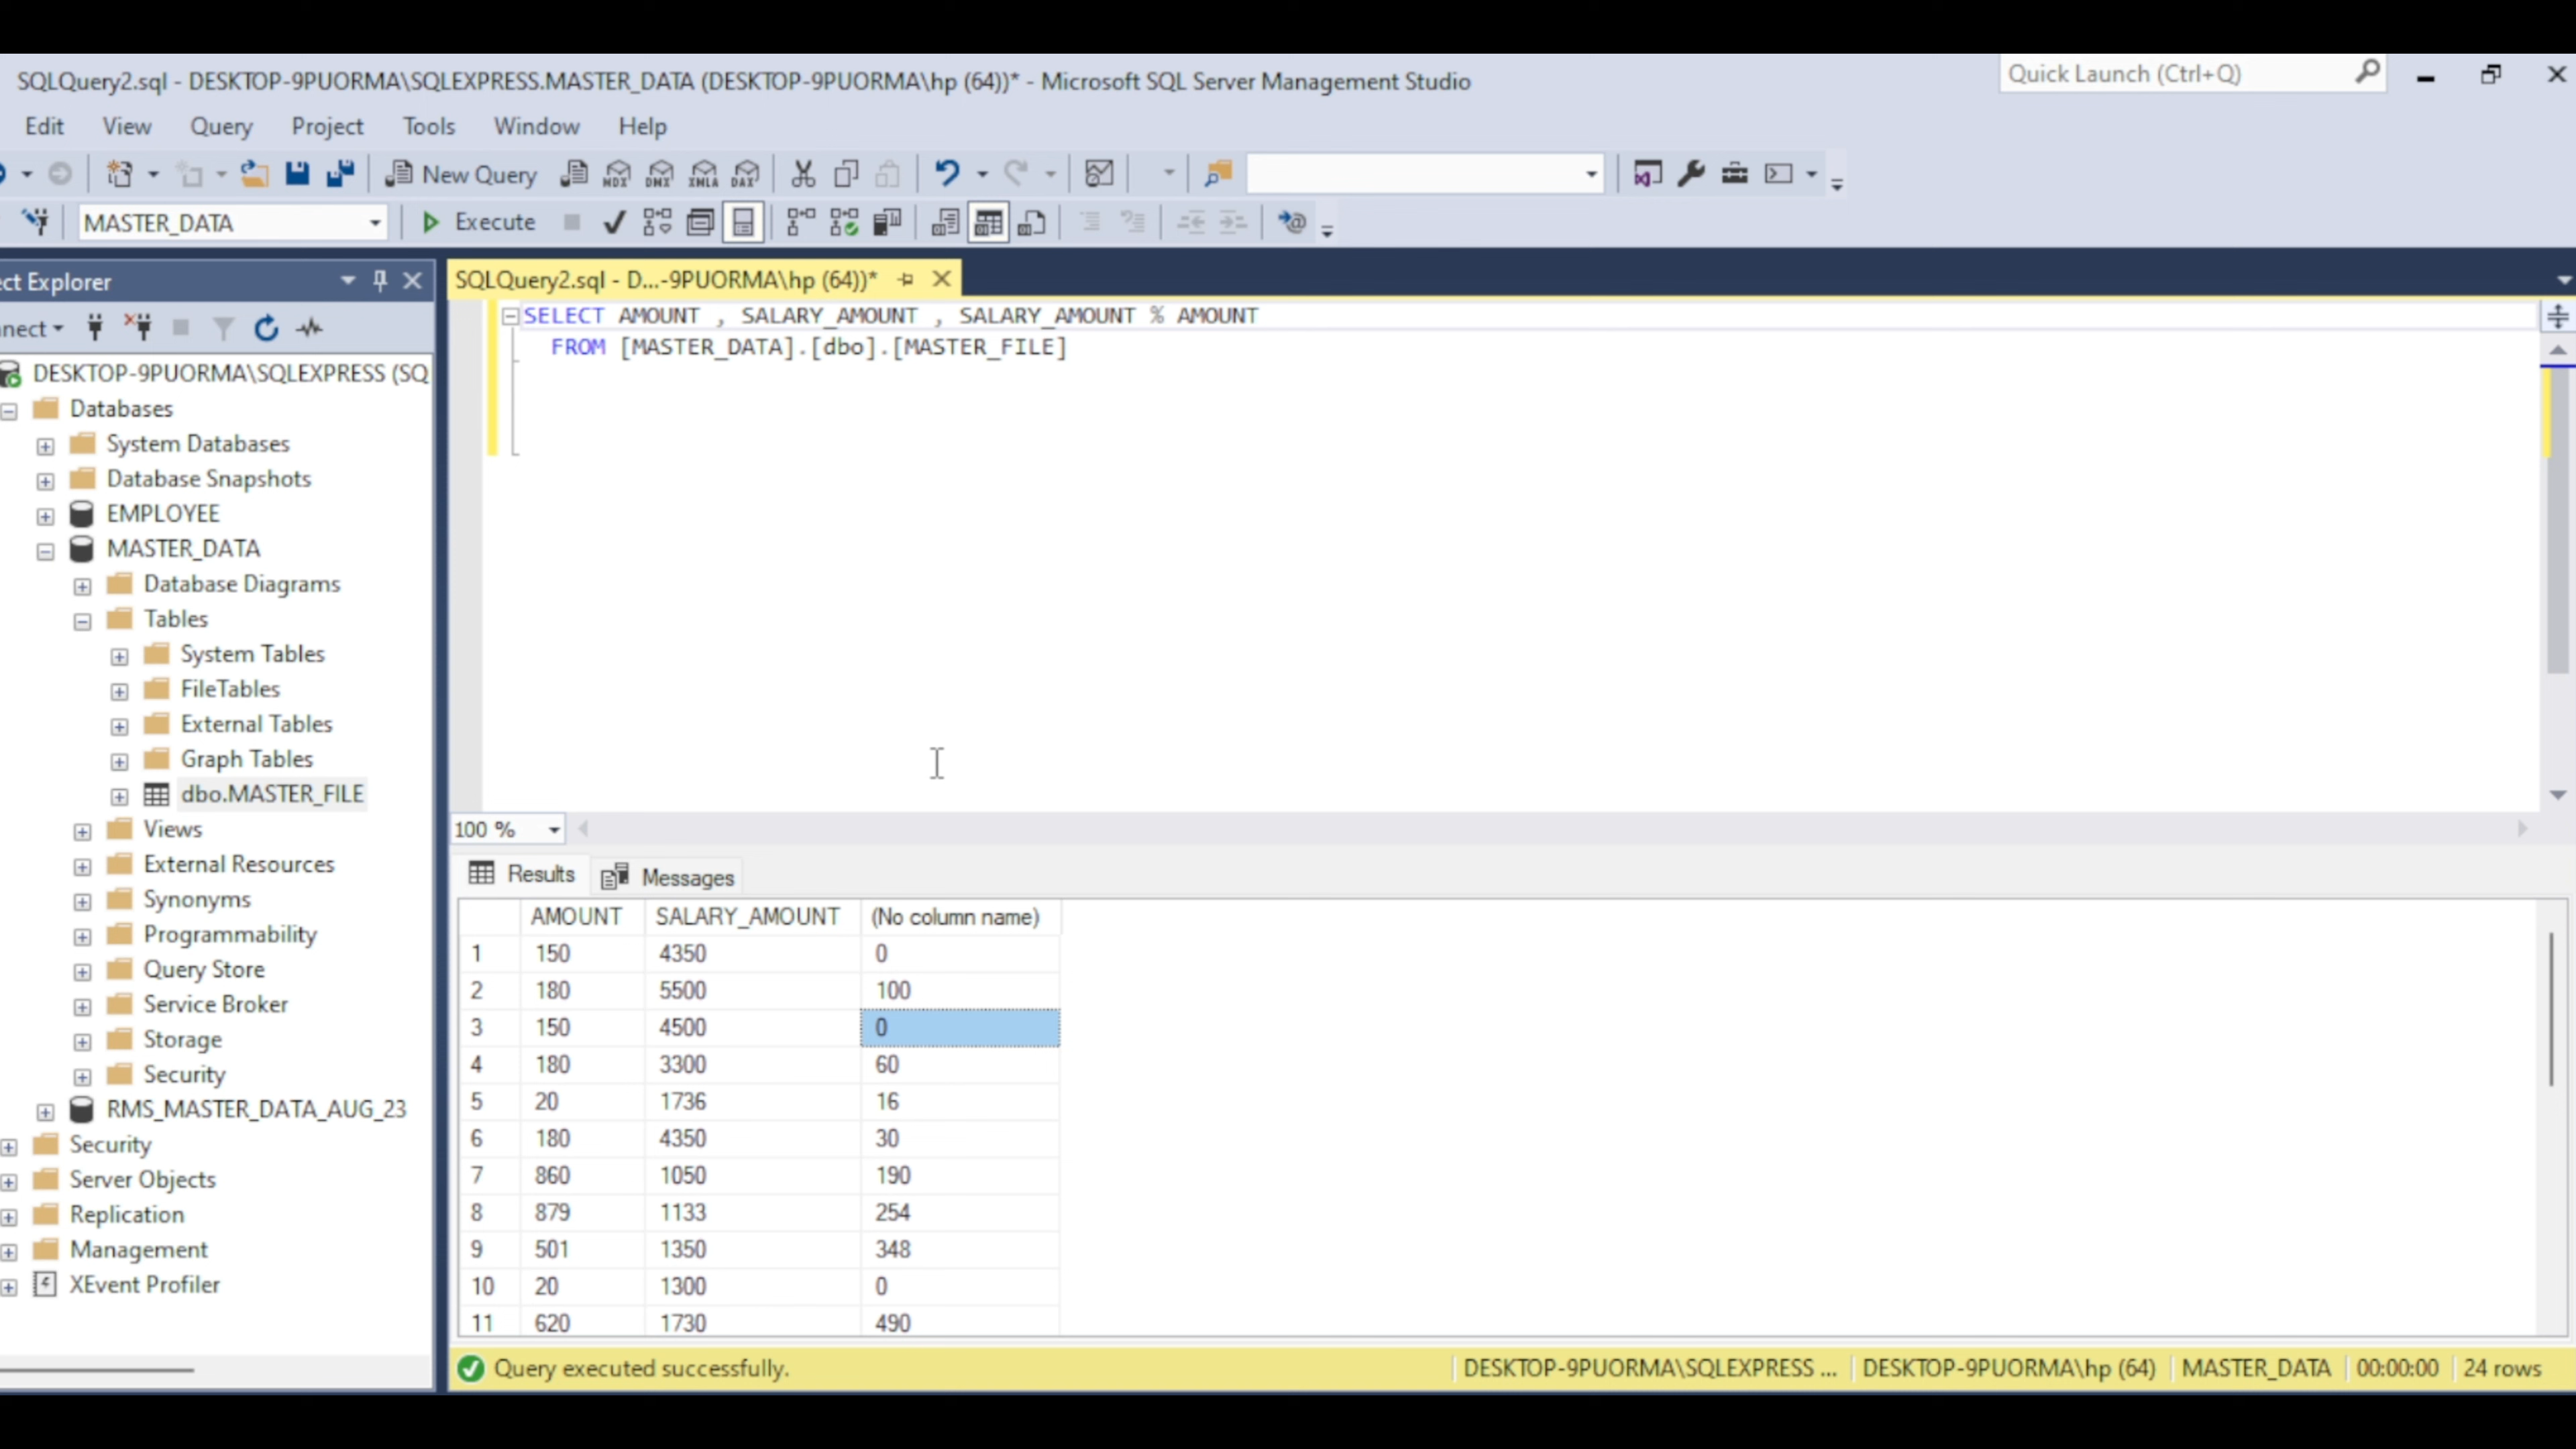 SQLQuery2.sql - DESKTOP-9PUORMA\SQLEXPRESS.MASTER_DATA (DESKTOP-9PUORMA\hp (64))* - Microsoft SQL Server Management Studio
Quick Launch (Ctrl+Q)
Edit View Query Project Tools Window Help
New Query MDX DMX XMLA DAX
MASTER_DATA Execute
ct Explorer
SQLQuery2.sql - D...-9PUORMA\hp (64))*
nect
SELECT AMOUNT , SALARY_AMOUNT , SALARY_AMOUNT % AMOUNT
FROM [MASTER_DATA].[dbo].[MASTER_FILE]
DESKTOP-9PUORMA\SQLEXPRESS (SQ
Databases
System Databases
Database Snapshots
EMPLOYEE
MASTER_DATA
Database Diagrams
Tables
System Tables
FileTables
External Tables
Graph Tables
dbo.MASTER_FILE
Views
External Resources
Synonyms
Programmability
Query Store
Service Broker
Storage
Security
RMS_MASTER_DATA_AUG_23
Security
Server Objects
Replication
Management
XEvent Profiler
100 %
Results Messages
AMOUNT SALARY_AMOUNT (No column name)
1 150 4350 0
2 180 5500 100
3 150 4500 0
4 180 3300 60
5 20 1736 16
6 180 4350 30
7 860 1050 190
8 879 1133 254
9 501 1350 348
10 20 1300 0
11 620 1730 490
Query executed successfully. DESKTOP-9PUORMA\SQLEXPRESS ... DESKTOP-9PUORMA\hp (64) MASTER_DATA 00:00:00 24 rows